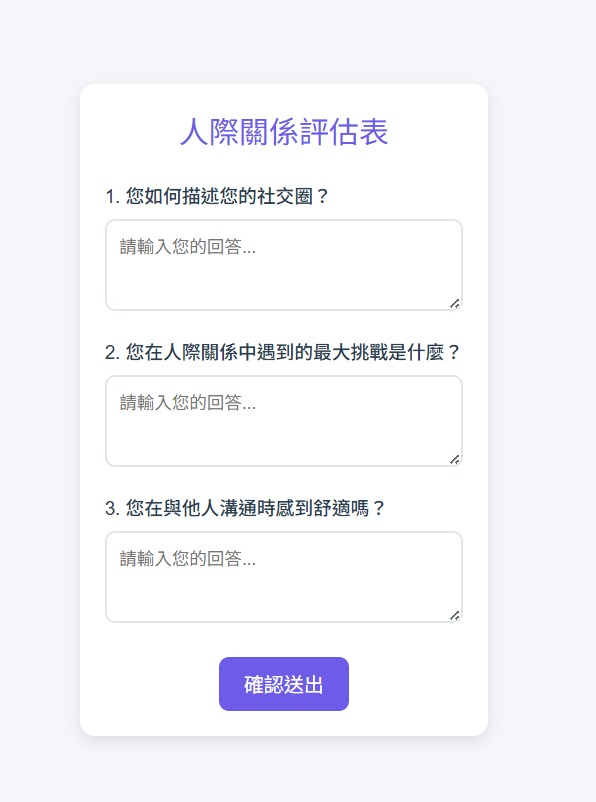 人際關係評估表
1. 您如何描述您的社交圈？
請輸入您的回答...
2. 您在人際關係中遇到的最大挑戰是什麼？
請輸入您的回答...
3. 您在與他人溝通時感到舒適嗎？
請輸入您的回答...
確認送出